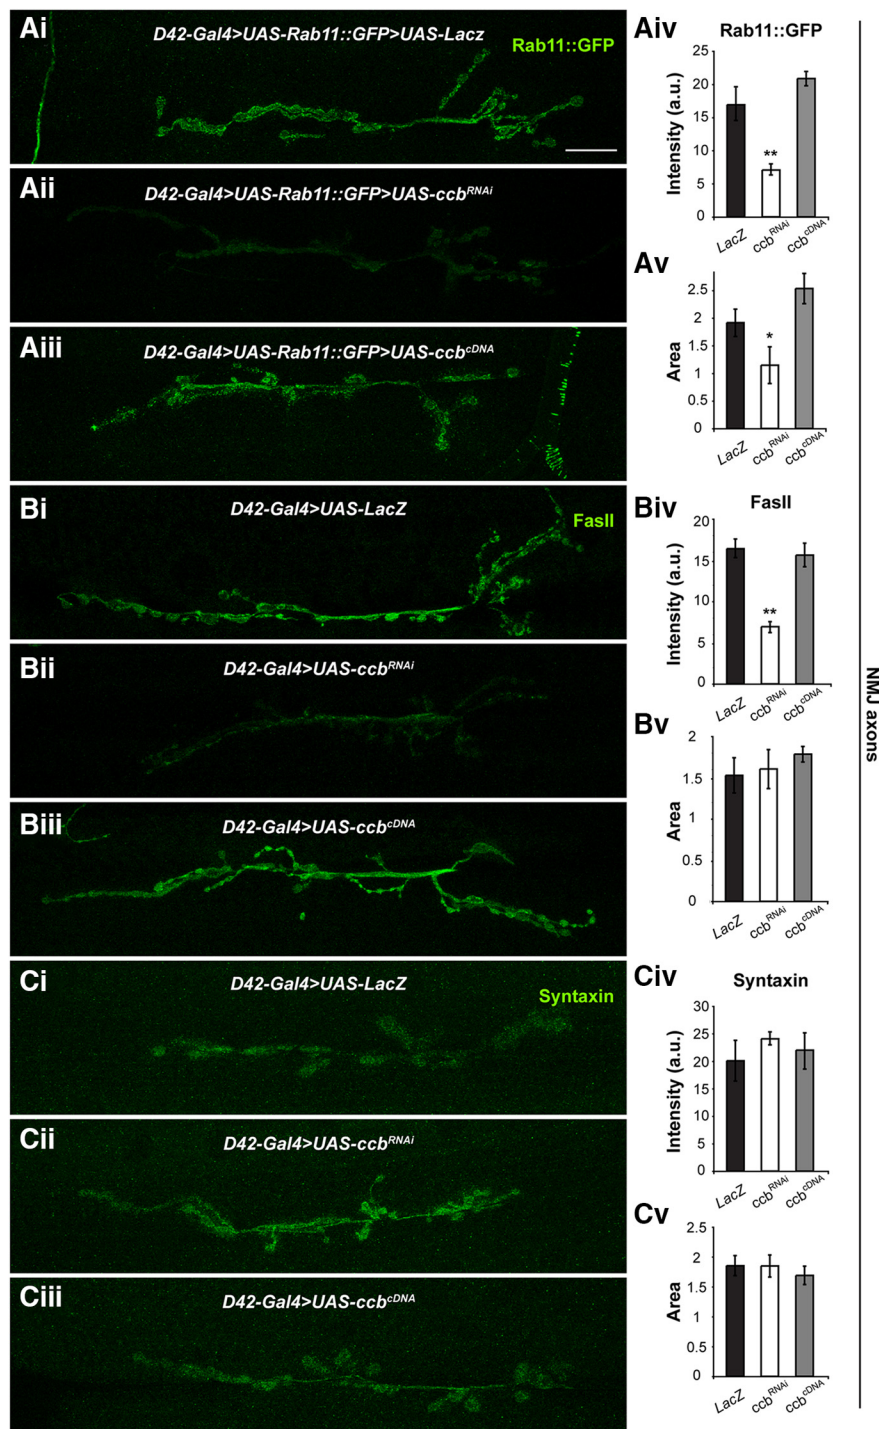 Ai
D42-Gal4>UAS-Rab11::GFP>UAS-Lacz
Rab11::GFP
Aii
D42-Gal4>UAS-Rab11::GFP>UAS-ccbRNAi
Aiii
D42-Gal4>UAS-Rab11::GFP>UAS-ccbcDNA
Aiv
Rab11::GFP
Intensity (a.u.)
25
20
15
10
5
0
**
LacZ
ccbRNAi
ccbcDNA
Av
Area
2.5
2
1.5
1
0.5
0
*
LacZ
ccbRNAi
ccbcDNA
Bi
D42-Gal4>UAS-LacZ
FasII
Bii
D42-Gal4>UAS-ccbRNAi
Biii
D42-Gal4>UAS-ccbcDNA
Biv
FasII
Intensity (a.u.)
20
15
10
5
0
**
LacZ
ccbRNAi
ccbcDNA
Bv
Area
2
1.5
1
0.5
0
LacZ
ccbRNAi
ccbcDNA
Ci
D42-Gal4>UAS-LacZ
Syntaxin
Cii
D42-Gal4>UAS-ccbRNAi
Ciii
D42-Gal4>UAS-ccbcDNA
Civ
Syntaxin
Intensity (a.u.)
30
25
20
15
10
5
0
LacZ
ccbRNAi
ccbcDNA
Cv
Area
2.5
2
1.5
1
0.5
0
LacZ
ccbRNAi
ccbcDNA
NMJ axons